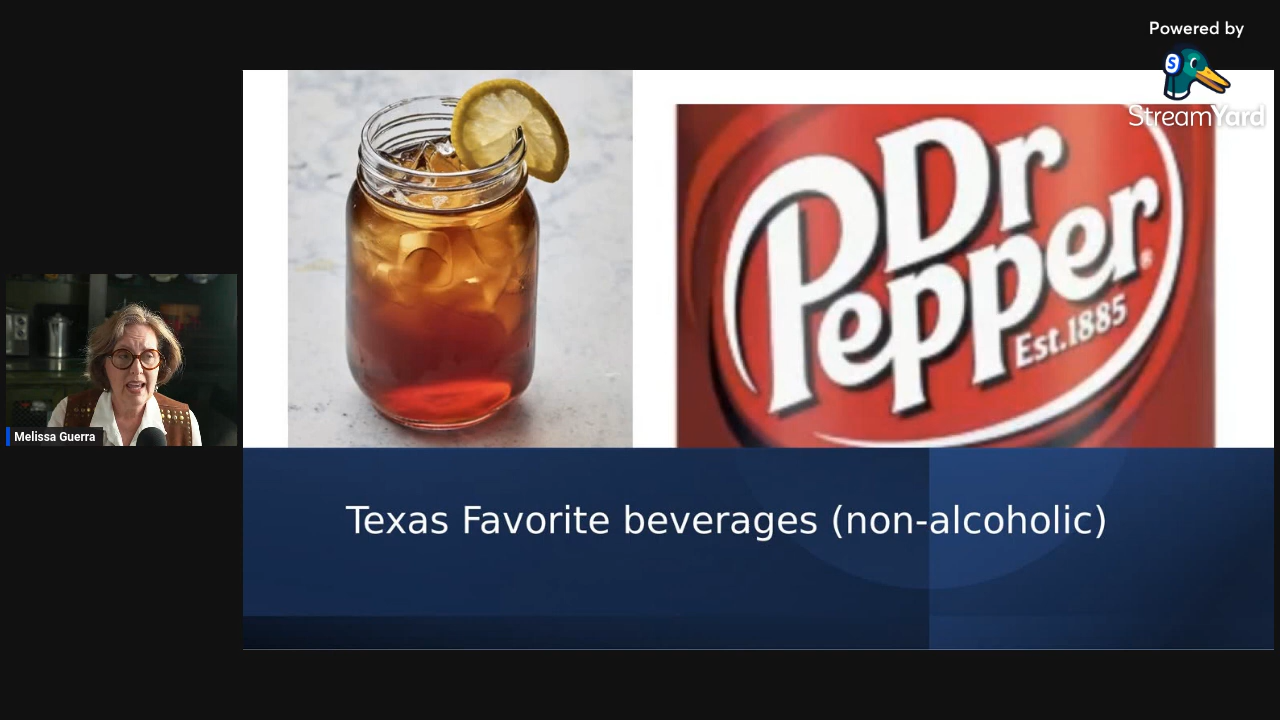 Powered by
S
StreamYard
Dr
Pepper®
Est.1885
Melissa Guerra
Texas Favorite beverages (non-alcoholic)